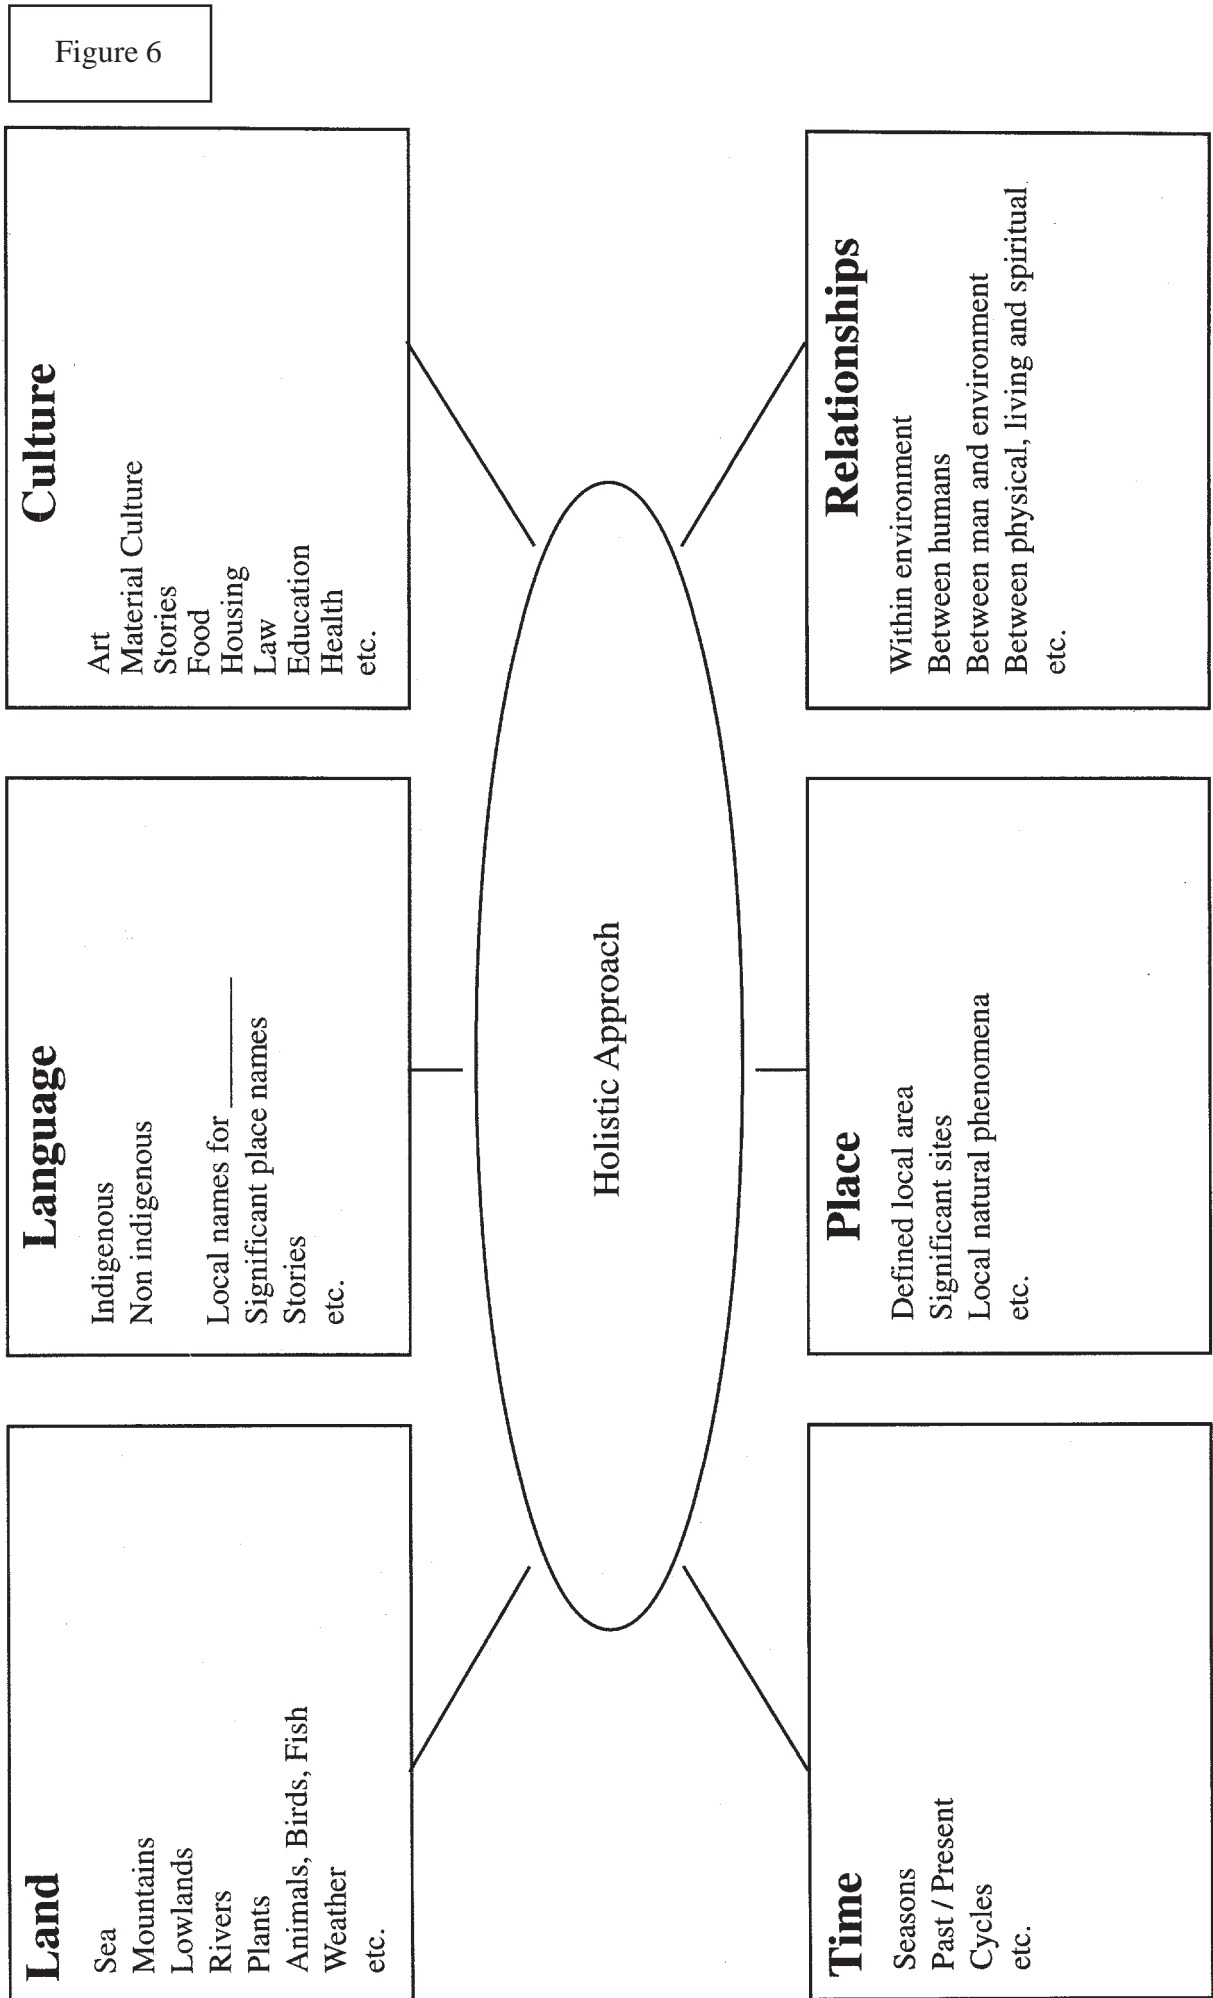 Figure 6
Land
Sea
Mountains
Lowlands
Rivers
Plants
Animals, Birds, Fish
Weather
etc.
Language
Indigenous
Non indigenous
Local names for ________
Significant place names
Stories
etc.
Culture
Art
Material Culture
Stories
Food
Housing
Law
Education
Health
etc.
Holistic Approach
Time
Seasons
Past / Present
Cycles
etc.
Place
Defined local area
Significant sites
Local natural phenomena
etc.
Relationships
Within environment
Between humans
Between man and environment
Between physical, living and spiritual
etc.